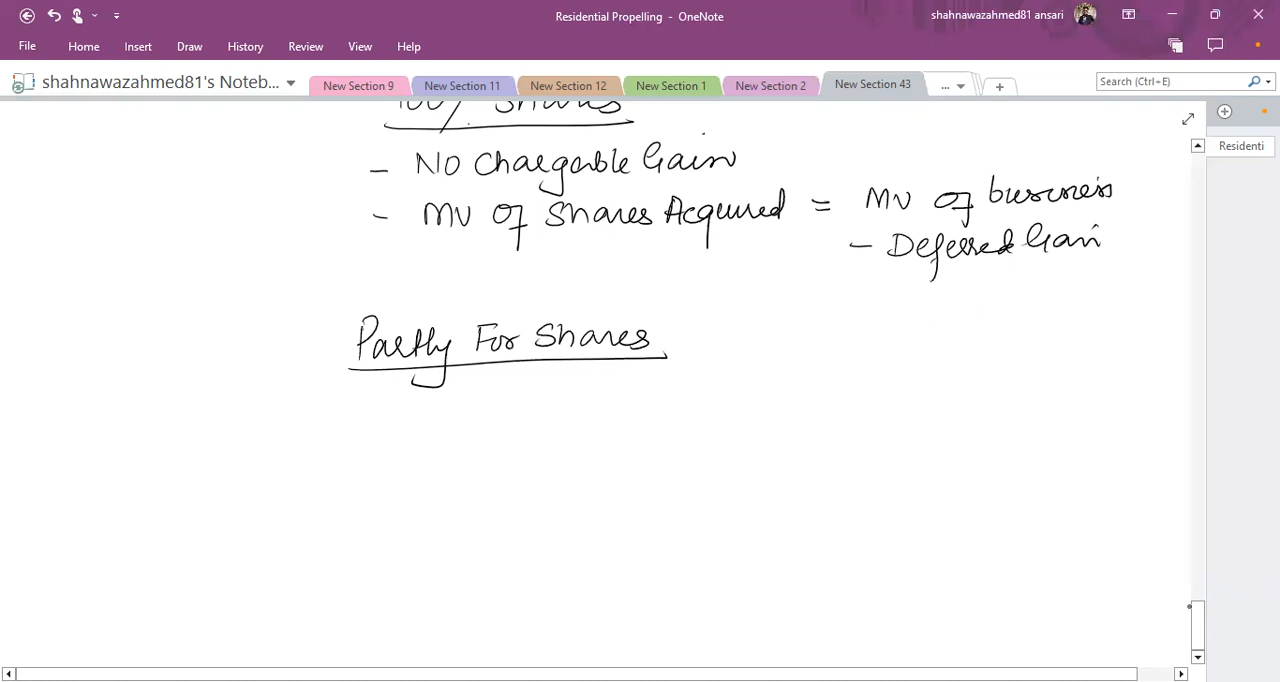 Residential Propelling - OneNote
shahnawazahmed81 ansari
File Home Insert Draw History Review View Help
shahnawazahmed81's Noteb... New Section 9 New Section 11 New Section 12 New Section 1 New Section 2 New Section 43 ... + Search (Ctrl+E)
Residenti
100% Shares
- No Chargable Gain
- MV of Shares Acquired = MV of business
- Deferred Gain
Partly For Shares